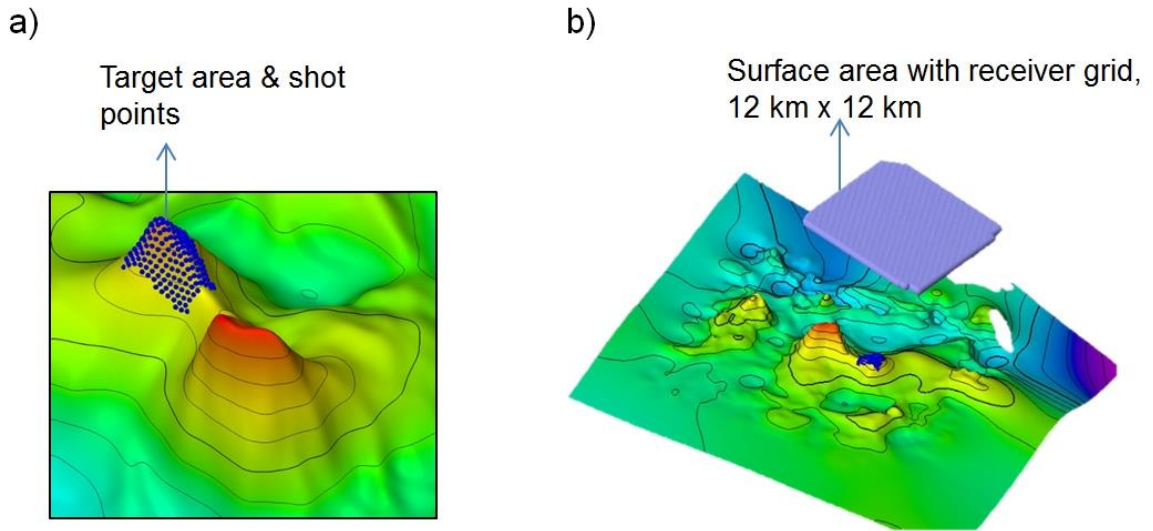 a)
Target area & shot
points
b)
Surface area with receiver grid,
12 km x 12 km